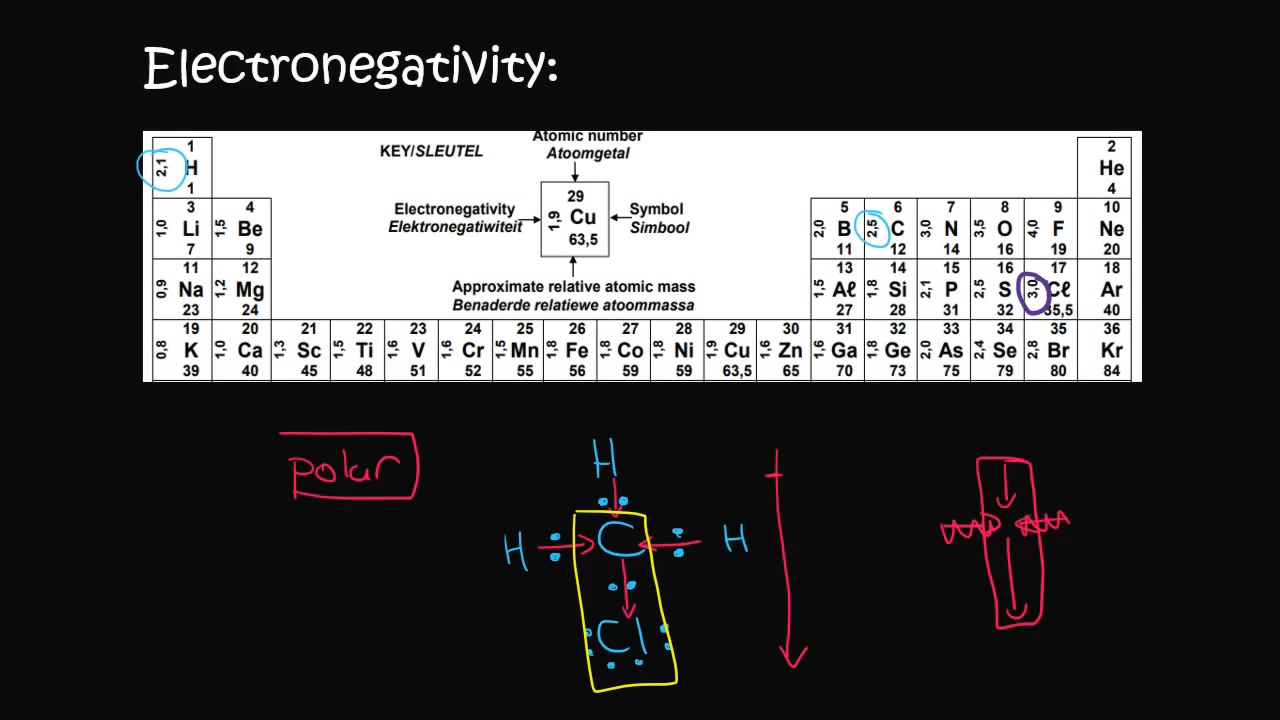 Electronegativity:
KEY/SLEUTEL
Atomic number
Atoomgetal
29
1,9 Cu
63,5
Electronegativity
Elektronegatiwiteit
Symbol
Simbool
Approximate relative atomic mass
Benaderde relatiewe atoommassa
1 2
2,1 H He
1 4
3 4 5 6 7 8 9 10
1,0 Li 1,5 Be 2,0 B 2,5 C 3,0 N 3,5 O 4,0 F Ne
7 9 11 12 14 16 19 20
11 12 13 14 15 16 17 18
0,9 Na 1,2 Mg 1,5 Aℓ 1,8 Si 2,1 P 2,5 S 3,0 Cℓ Ar
23 24 27 28 31 32 35,5 40
19 20 21 22 23 24 25 26 27 28 29 30 31 32 33 34 35 36
0,8 K 1,0 Ca 1,3 Sc 1,5 Ti 1,6 V 1,6 Cr 1,5 Mn 1,8 Fe 1,8 Co 1,8 Ni 1,9 Cu 1,6 Zn 1,6 Ga 1,8 Ge 2,0 As 2,4 Se 2,8 Br Kr
39 40 45 48 51 52 55 56 59 59 63,5 65 70 73 75 79 80 84
Polar
H
H C H
Cl